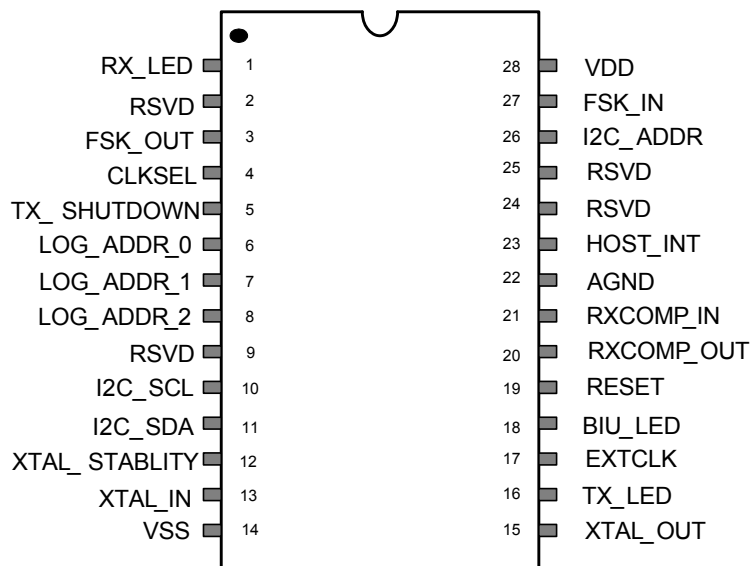 RX_LED 1 28 VDD
RSVD 2 27 FSK_IN
FSK_OUT 3 26 I2C_ADDR
CLKSEL 4 25 RSVD
TX_ SHUTDOWN 5 24 RSVD
LOG_ADDR_0 6 23 HOST_INT
LOG_ADDR_1 7 22 AGND
LOG_ADDR_2 8 21 RXCOMP_IN
RSVD 9 20 RXCOMP_OUT
I2C_SCL 10 19 RESET
I2C_SDA 11 18 BIU_LED
XTAL_ STABLITY 12 17 EXTCLK
XTAL_IN 13 16 TX_LED
VSS 14 15 XTAL_OUT